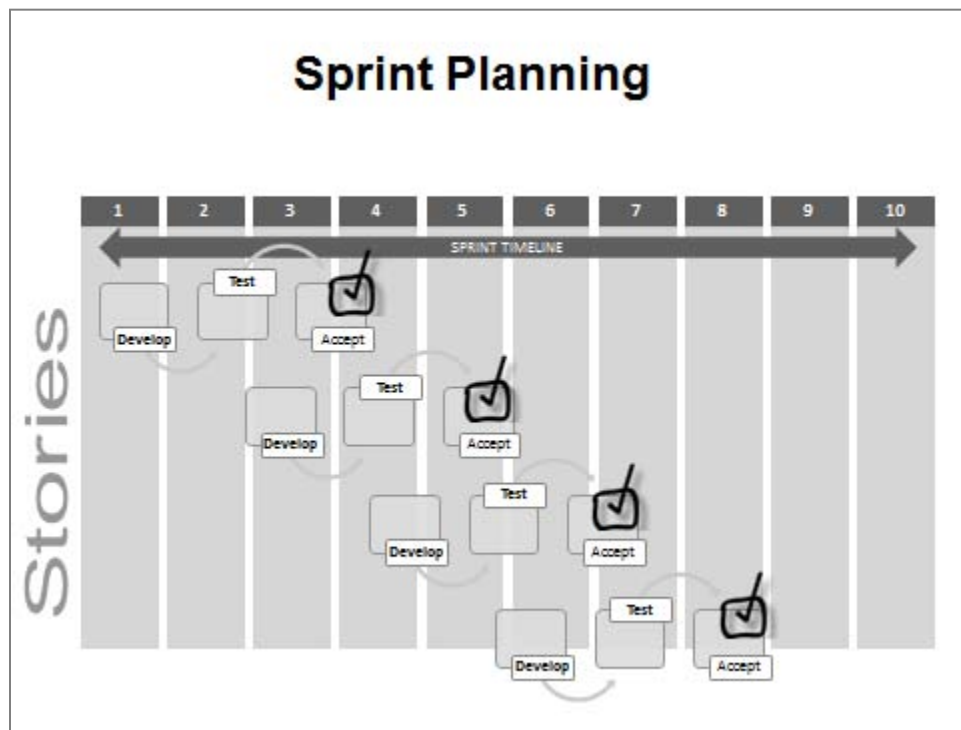 Sprint Planning
1 2 3 4 5 6 7 8 9 10
SPRINT TIMELINE
Stories
Test
Develop
Accept
Test
Develop
Accept
Test
Develop
Accept
Test
Develop
Accept